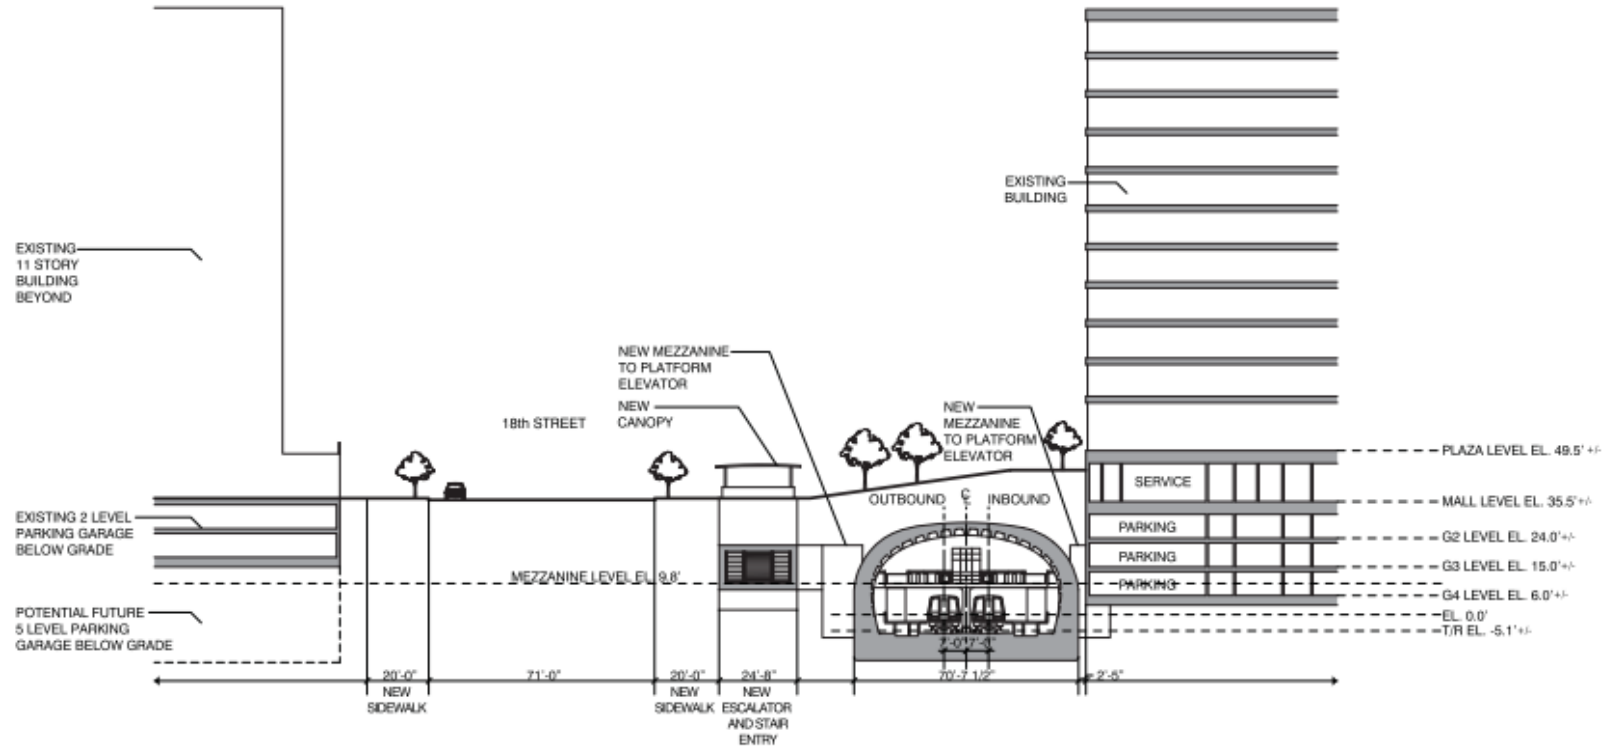 EXISTING
11 STORY
BUILDING
BEYOND
EXISTING 2 LEVEL
PARKING GARAGE
BELOW GRADE
POTENTIAL FUTURE
5 LEVEL PARKING
GARAGE BELOW GRADE
18th STREET
NEW MEZZANINE
TO PLATFORM
ELEVATOR
NEW
CANOPY
MEZZANINE LEVEL EL. 9.8'
NEW
MEZZANINE
TO PLATFORM
ELEVATOR
OUTBOUND
INBOUND
EXISTING
BUILDING
SERVICE
PARKING
PARKING
PARKING
PLAZA LEVEL EL. 49.5' +/-
MALL LEVEL EL. 35.5'+/-
G2 LEVEL EL. 24.0'+/-
G3 LEVEL EL. 15.0'+/-
G4 LEVEL EL. 6.0'+/-
EL. 0.0'
T/R EL. -5.1'+/-
7'-0" 7'-0"
20'-0"
NEW
SIDEWALK
71'-0"
20'-0"
NEW
SIDEWALK
24'-8"
NEW
ESCALATOR
AND STAIR
ENTRY
70'-7 1/2"
2'-5"